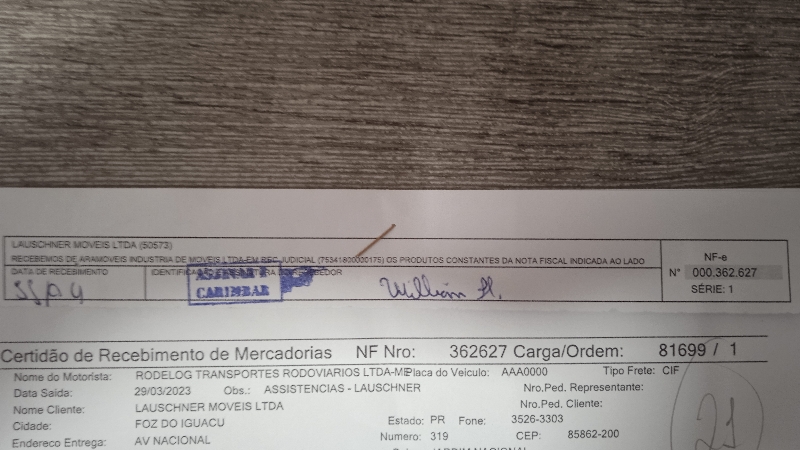 LAUSCHNER MOVEIS LTDA (50573)
RECEBEMOS DE ARAMOVEIS INDUSTRIA DE MOVEIS LTDA-EM REC JUDICIAL (75341800000175) OS PRODUTOS CONSTANTES DA NOTA FISCAL INDICADA AO LADO
NF-e
N° 000.362.627
SÉRIE: 1
DATA DE RECEBIMENTO
ASSINAR E
CARIMBAR
Willian H.
Certidão de Recebimento de Mercadorias NF Nro: 362627 Carga/Ordem: 81699 / 1
Nome do Motorista: RODELOG TRANSPORTES RODOVIARIOS LTDA-ME Placa do Veiculo: AAA0000 Tipo Frete: CIF
Data Saida: 29/03/2023 Obs.: ASSISTENCIAS - LAUSCHNER Nro.Ped. Representante:
Nome Cliente: LAUSCHNER MOVEIS LTDA Nro.Ped. Cliente:
Cidade: FOZ DO IGUACU Estado: PR Fone: 3526-3303
Endereco Entrega: AV NACIONAL Numero: 319 CEP: 85862-200
21